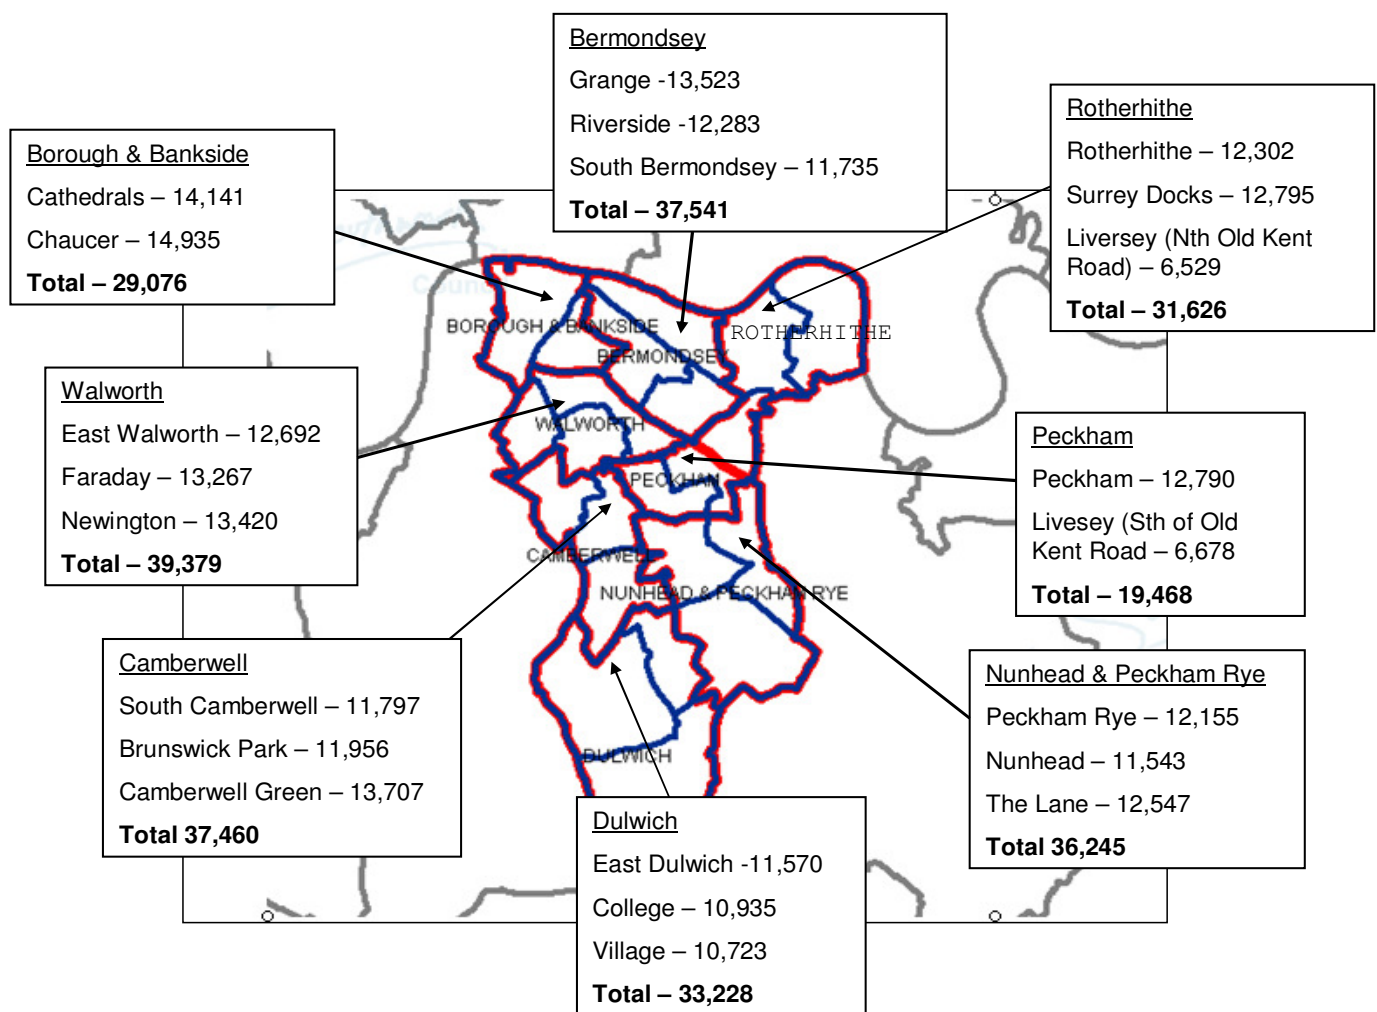 Bermondsey
Grange -13,523
Riverside -12,283
South Bermondsey – 11,735
Total – 37,541
Rotherhithe
Rotherhithe – 12,302
Surrey Docks – 12,795
Liversey (Nth Old Kent
Road) – 6,529
Total – 31,626
Borough & Bankside
Cathedrals – 14,141
Chaucer – 14,935
Total – 29,076
BOROUGH & BANKSIDE
BERMONDSEY
ROTHERHITHE
Walworth
East Walworth – 12,692
Faraday – 13,267
Newington – 13,420
Total – 39,379
WALWORTH
PECKHAM
Peckham
Peckham – 12,790
Livesey (Sth of Old
Kent Road – 6,678
Total – 19,468
CAMBERWELL
NUNHEAD & PECKHAM RYE
Camberwell
South Camberwell – 11,797
Brunswick Park – 11,956
Camberwell Green – 13,707
Total 37,460
Nunhead & Peckham Rye
Peckham Rye – 12,155
Nunhead – 11,543
The Lane – 12,547
Total 36,245
DULWICH
Dulwich
East Dulwich -11,570
College – 10,935
Village – 10,723
Total – 33,228